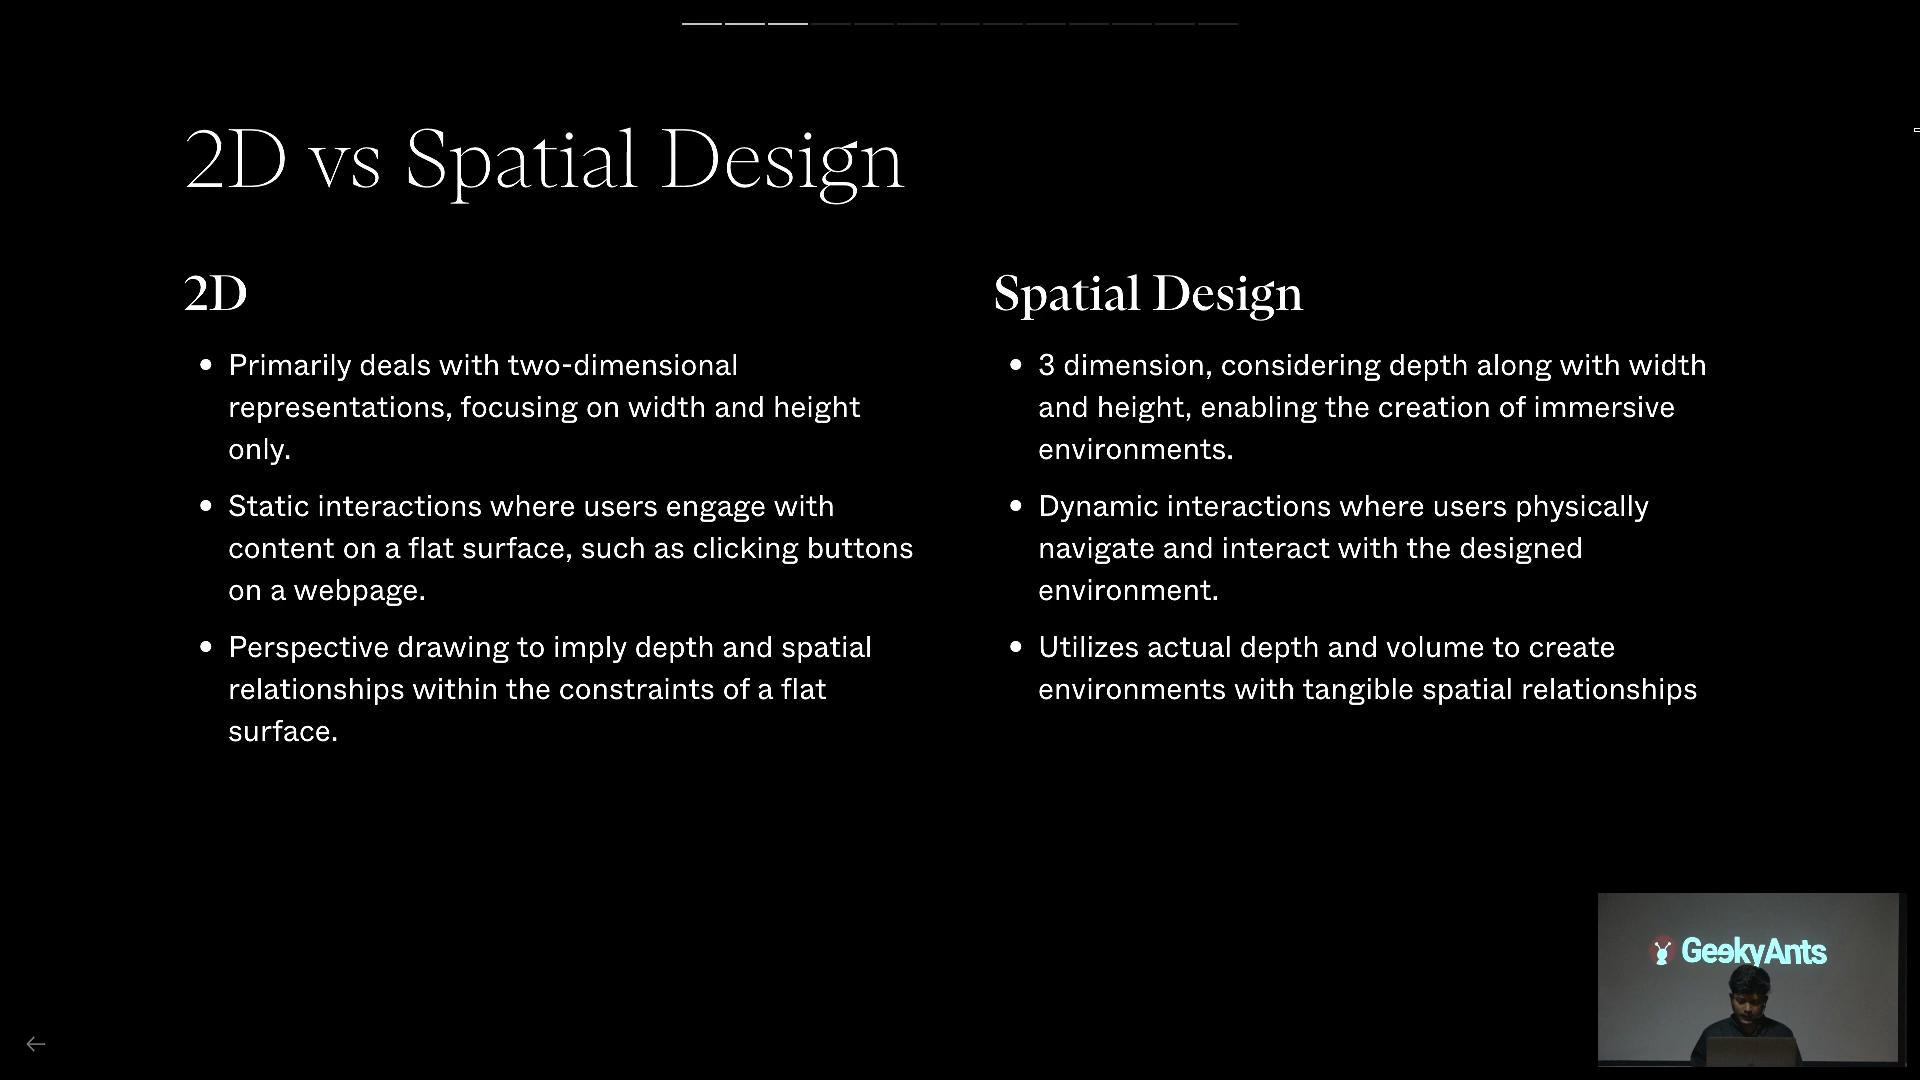 2D vs Spatial Design
2D
Primarily deals with two-dimensional
representations, focusing on width and height
only.
Static interactions where users engage with
content on a flat surface, such as clicking buttons
on a webpage.
Perspective drawing to imply depth and spatial
relationships within the constraints of a flat
surface.
Spatial Design
3 dimension, considering depth along with width
and height, enabling the creation of immersive
environments.
Dynamic interactions where users physically
navigate and interact with the designed
environment.
Utilizes actual depth and volume to create
environments with tangible spatial relationships
GeekyAnts